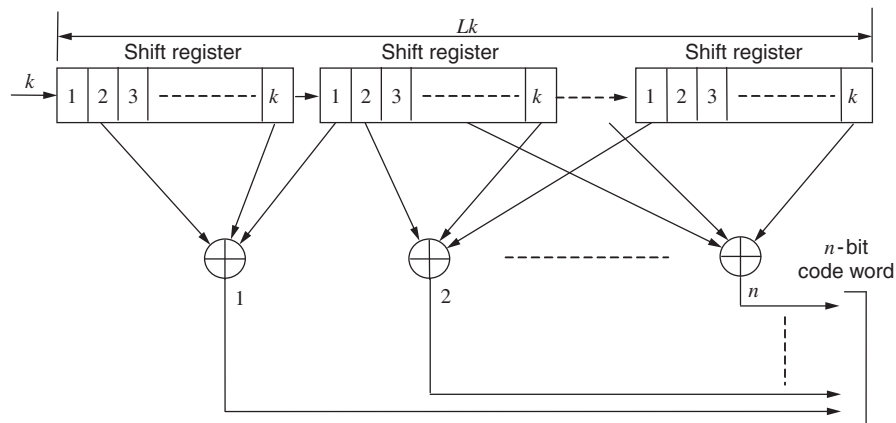 Lk
Shift register Shift register Shift register
k
1 2 3 k 1 2 3 k 1 2 3 k
n-bit
code word
1 2 n